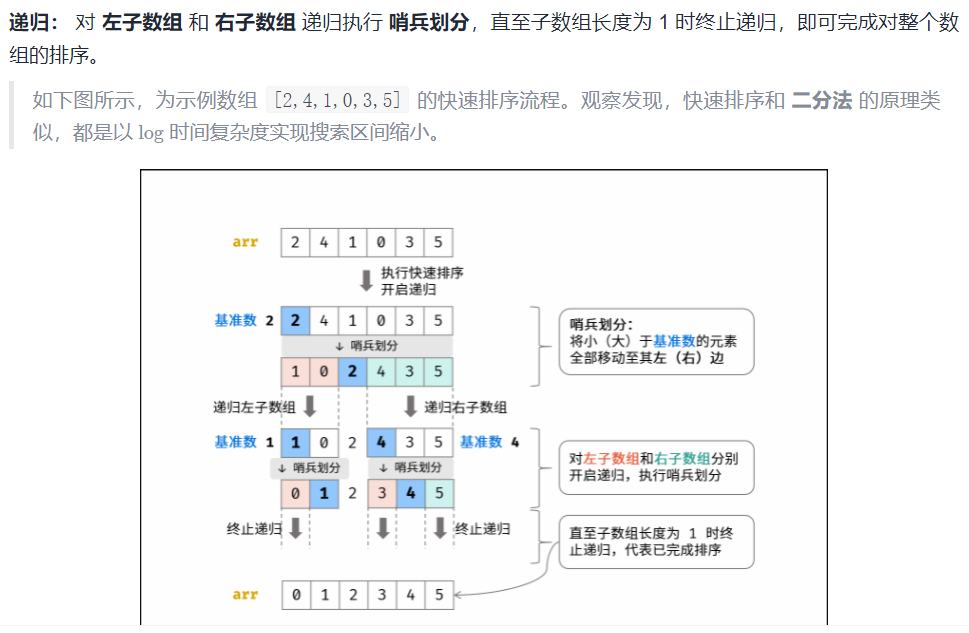 递归： 对 左子数组 和 右子数组 递归执行 哨兵划分，直至子数组长度为 1 时终止递归，即可完成对整个数
组的排序。
如下图所示，为示例数组 [2,4,1,0,3,5] 的快速排序流程。观察发现，快速排序和 二分法 的原理类
似，都是以 log 时间复杂度实现搜索区间缩小。
arr 2 4 1 0 3 5
执行快速排序
开启递归
基准数 2 2 4 1 0 3 5
↓ 哨兵划分
1 0 2 4 3 5
哨兵划分：
将小（大）于基准数的元素
全部移动至其左（右）边
递归左子数组 递归右子数组
基准数 1 1 0 2 4 3 5 基准数 4
↓ 哨兵划分 ↓ 哨兵划分
0 1 2 3 4 5
对左子数组和右子数组分别
开启递归，执行哨兵划分
终止递归 终止递归
直至子数组长度为 1 时终
止递归，代表已完成排序
arr 0 1 2 3 4 5